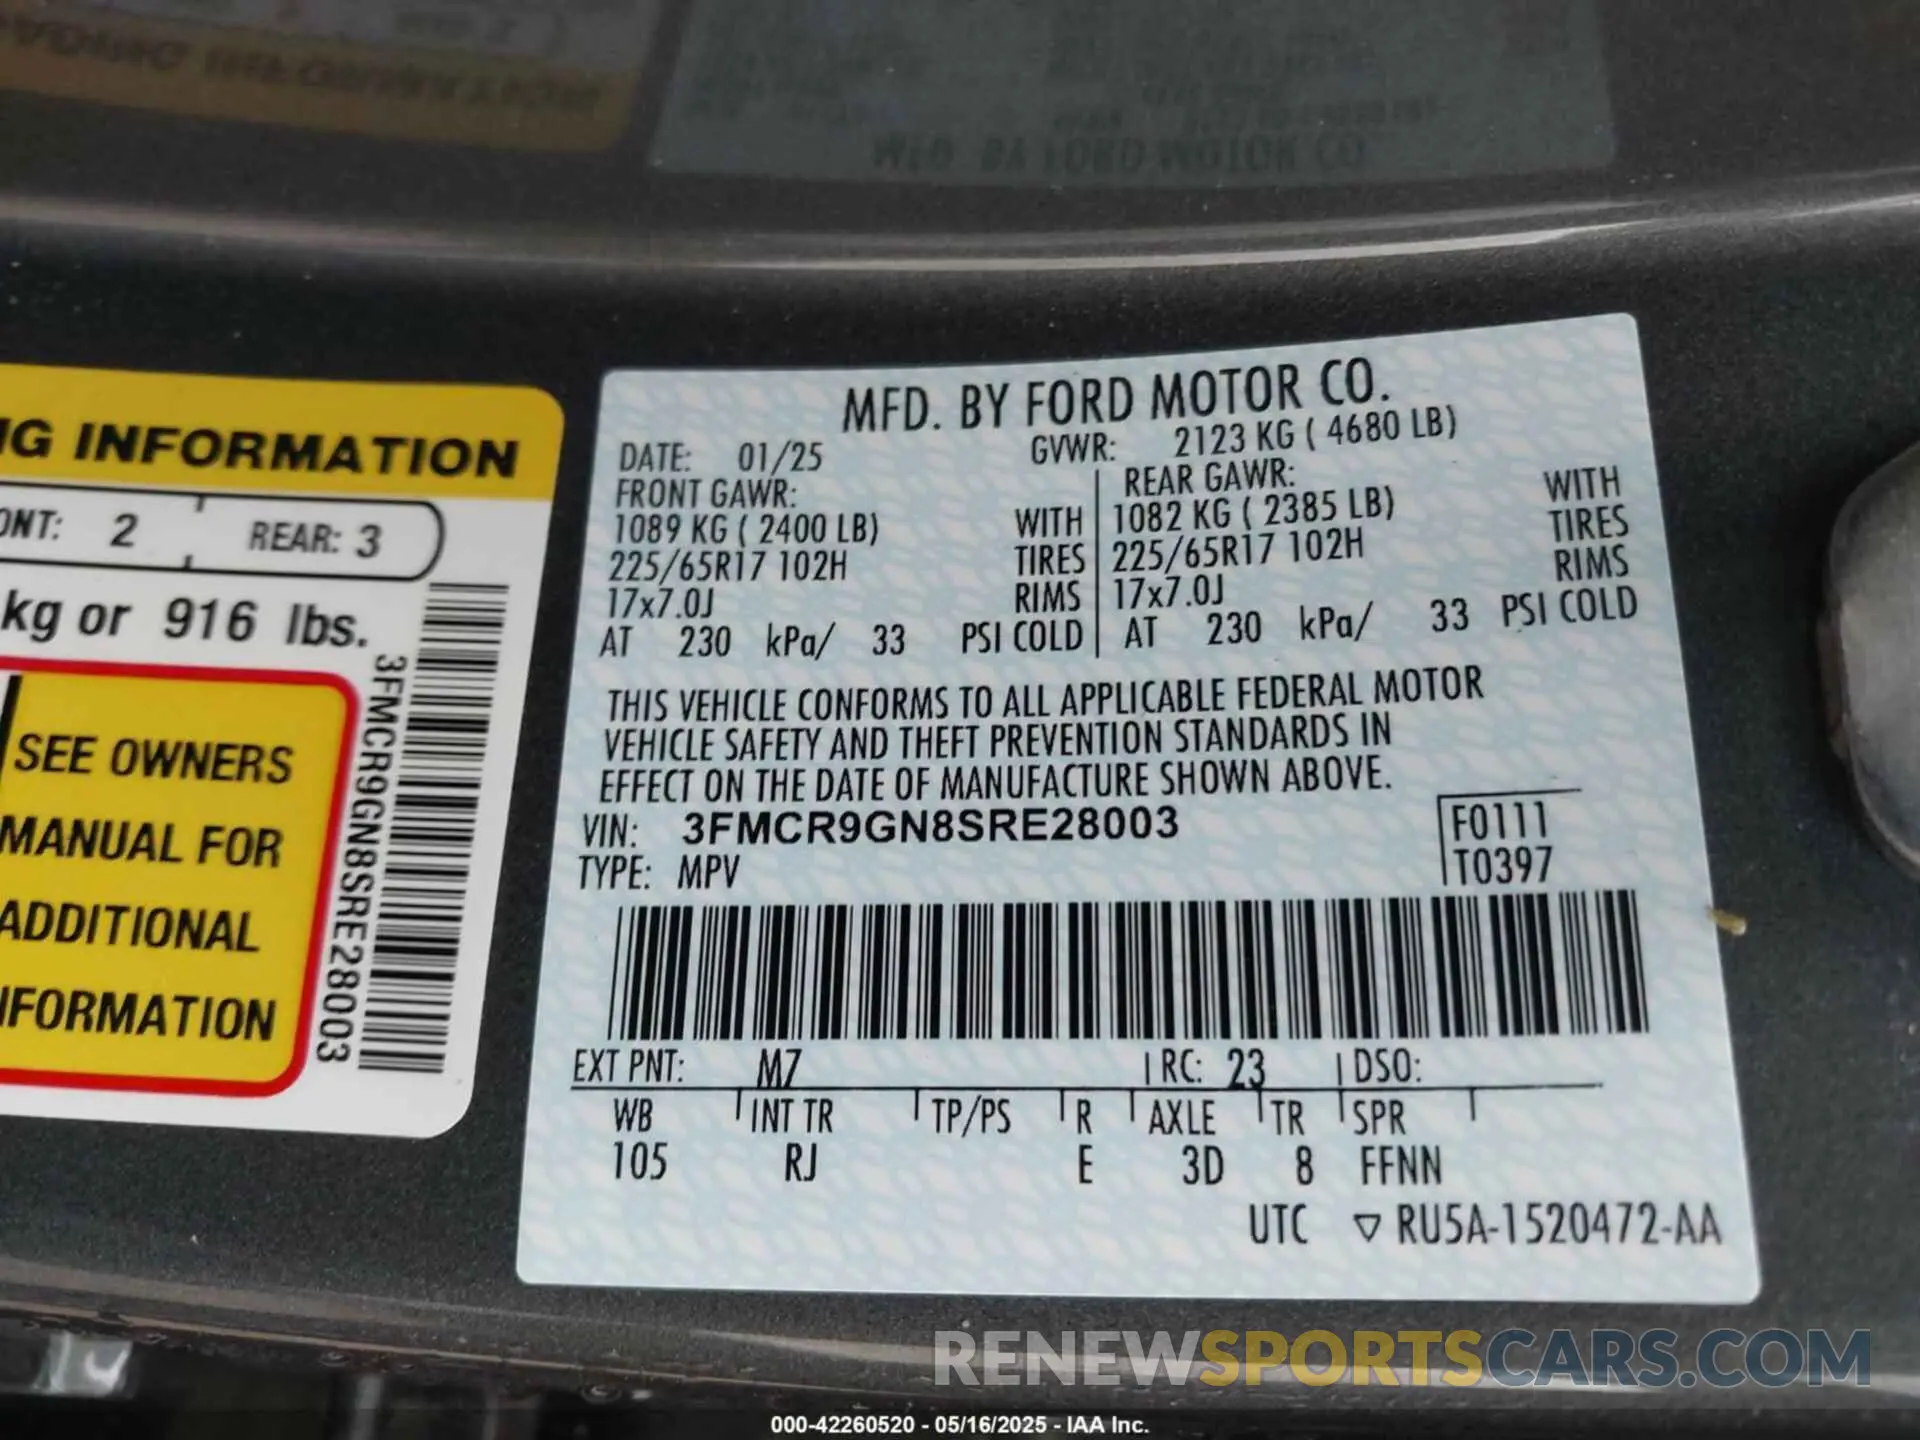 NG INFORMATION
ONT: 2 REAR: 3
kg or 916 lbs.
SEE OWNERS
MANUAL FOR
ADDITIONAL
INFORMATION
3FMCR9GN8SRE28003
MFD. BY FORD MOTOR CO.
DATE: 01/25 GVWR: 2123 KG ( 4680 LB)
FRONT GAWR: REAR GAWR:
1089 KG ( 2400 LB) WITH 1082 KG ( 2385 LB) WITH
225/65R17 102H TIRES 225/65R17 102H TIRES
17x7.0J RIMS 17x7.0J RIMS
AT 230 kPa/ 33 PSI COLD AT 230 kPa/ 33 PSI COLD
THIS VEHICLE CONFORMS TO ALL APPLICABLE FEDERAL MOTOR
VEHICLE SAFETY AND THEFT PREVENTION STANDARDS IN
EFFECT ON THE DATE OF MANUFACTURE SHOWN ABOVE.
VIN: 3FMCR9GN8SRE28003 F0111
TYPE: MPV T0397
EXT PNT: M7 RC: 23 DSO:
WB INT TR TP/PS R AXLE TR SPR
105 RJ E 3D 8 FFNN
UTC ▽ RU5A-1520472-AA
RENEWSPORTSCARS.COM
000-42260520 - 05/16/2025 - IAA Inc.